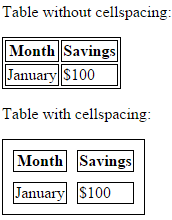 Table without cellspacing:
Month Savings
January $100
Table with cellspacing:
Month Savings
January $100